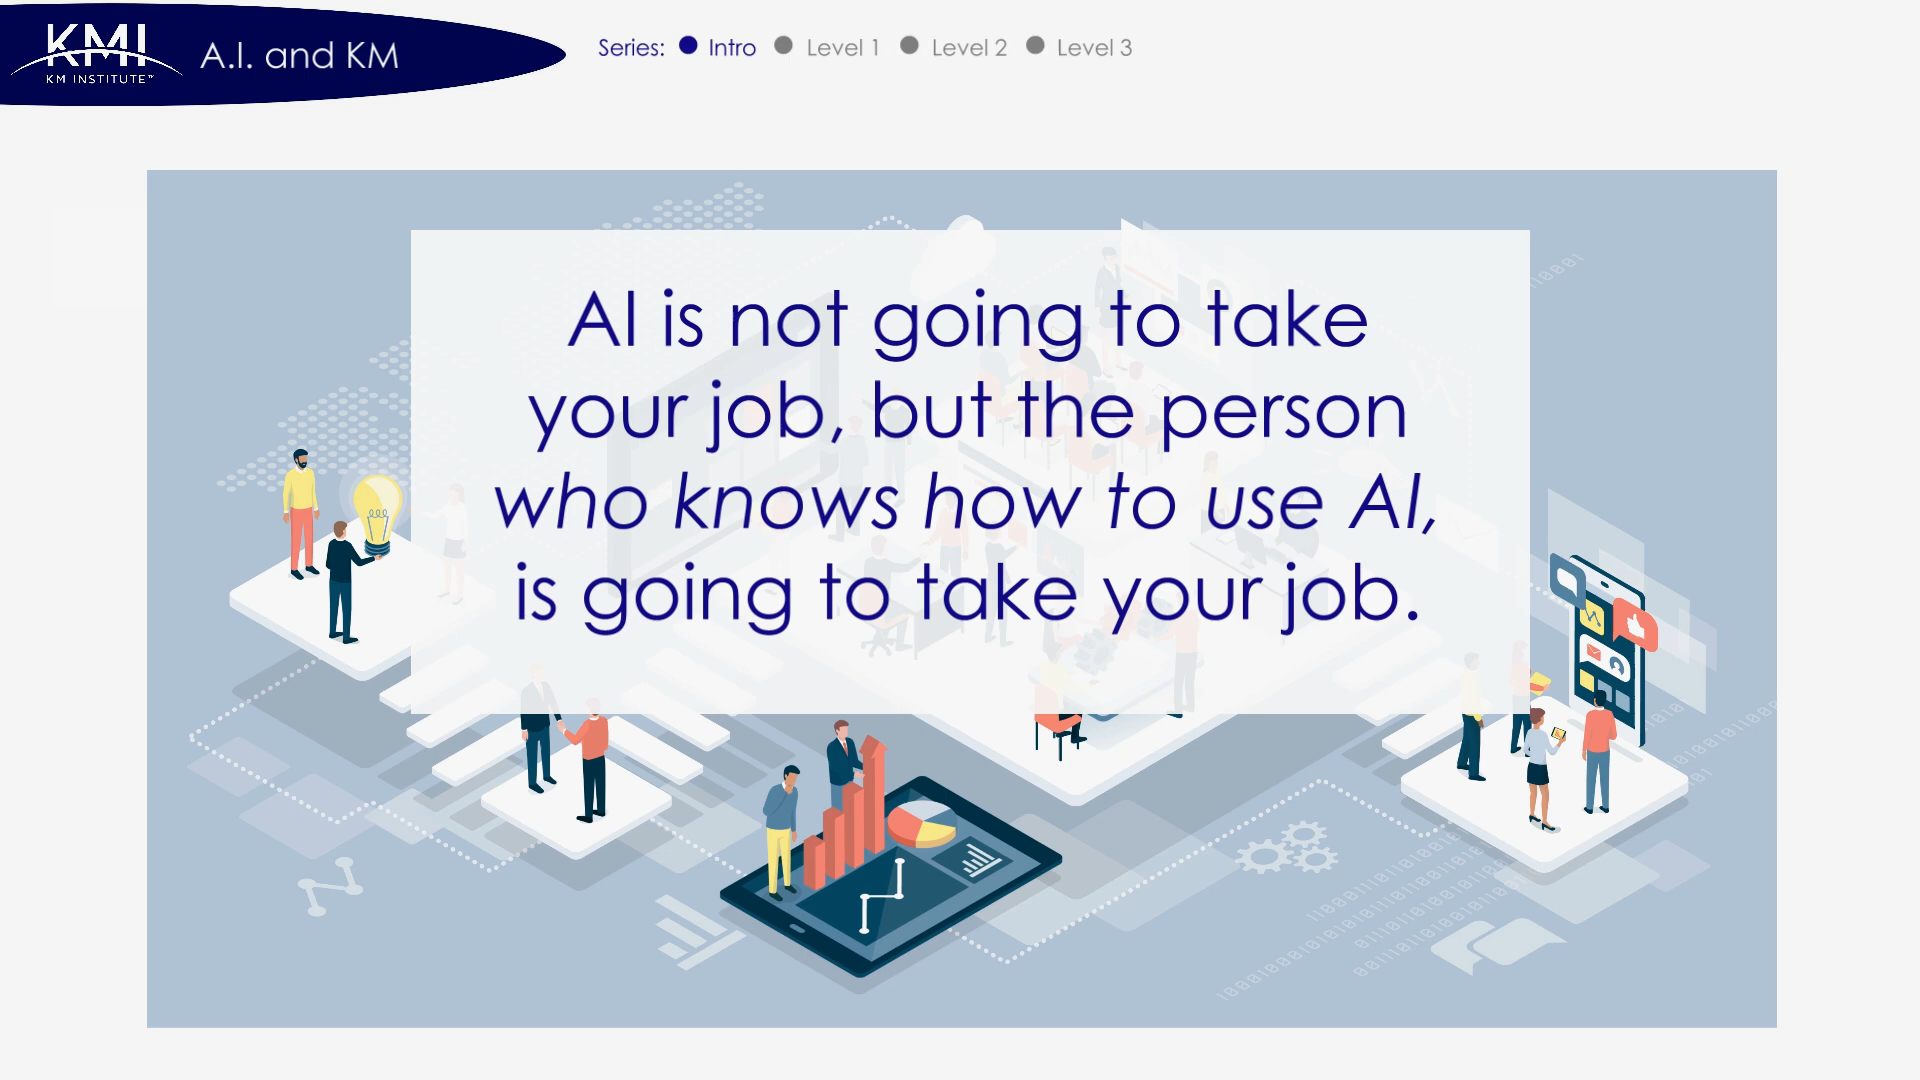 KMI
KM INSTITUTE™
A.I. and KM
Series: Intro Level 1 Level 2 Level 3
AI is not going to take
your job, but the person
who knows how to use AI,
is going to take your job.